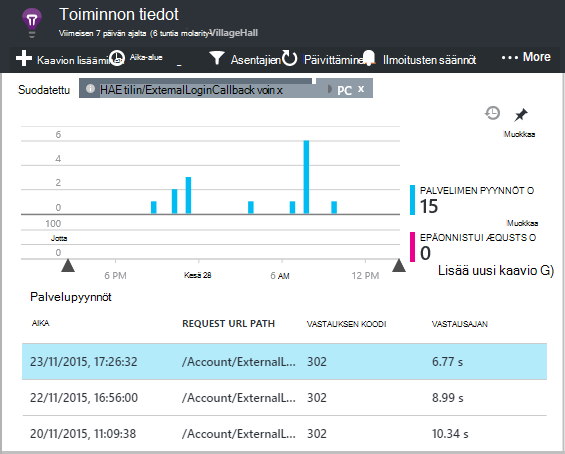 Toiminnon tiedot
Viimeisen 7 päivän ajalta (6 tuntia molarity VillageHall
Kaavion lisäämine Aika-alue Asentajien Päivittäminen Ilmoitusten säännöt ... More
Suodatettu HAE tilin/ExtemalLoginCallback voin x PC x
Muokkaa
6
4
2
0
PALVELIMEN PYYNNÖT O
15
100
Jotta
0
Muokkaa
EPÄONNISTUI ÆQUSTS O
0
6 PM Kesä 28 6 AM 12 PM
Lisää uusi kaavio G)
Palvelupyynnöt
AIKA REQUEST URL PATH VASTAUKSEN KOODI VASTAUSAJAN
23/11/2015, 17:26:32 /Account/ExternalL... 302 6.77 s
22/11/2015, 16:56:00 /Account/ExternalL... 302 8.99 s
20/11/2015, 11:09:38 /Account/ExternalL... 302 10.34 s